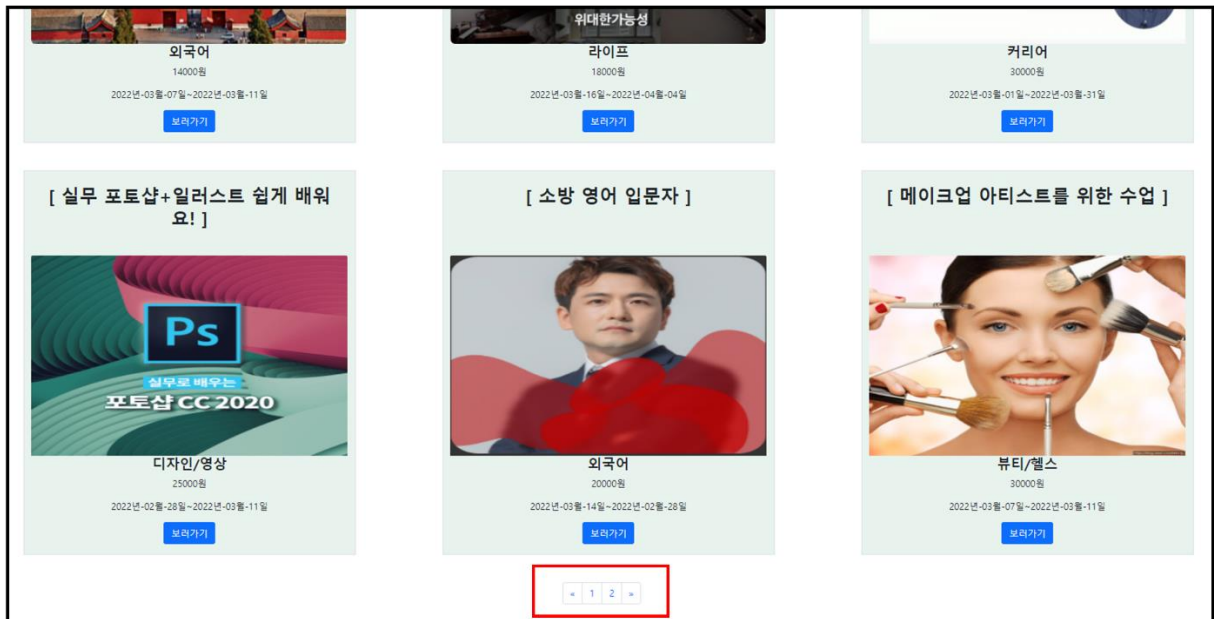 위대한가능성
외국어
라이프
커리어
14000원
18000원
30000원
2022년-03월-07일~2022년-03월-11일
2022년-03월-16일~2022년-04월-04일
2022년-03월-01일~2022년-03월-31일
보러가기
보러가기
보러가기
[ 실무 포토샵+일러스트 쉽게 배워
요! ]
[ 소방 영어 입문자 ]
[ 메이크업 아티스트를 위한 수업 ]
Ps
실무로 배우는
포토샵 CC 2020
디자인/영상
외국어
뷰티/헬스
25000원
20000원
30000원
2022년-02월-28일~2022년-03월-11일
2022년-03월-14일~2022년-02월-28일
2022년-03월-07일~2022년-03월-11일
보러가기
보러가기
보러가기
« 1 2 »